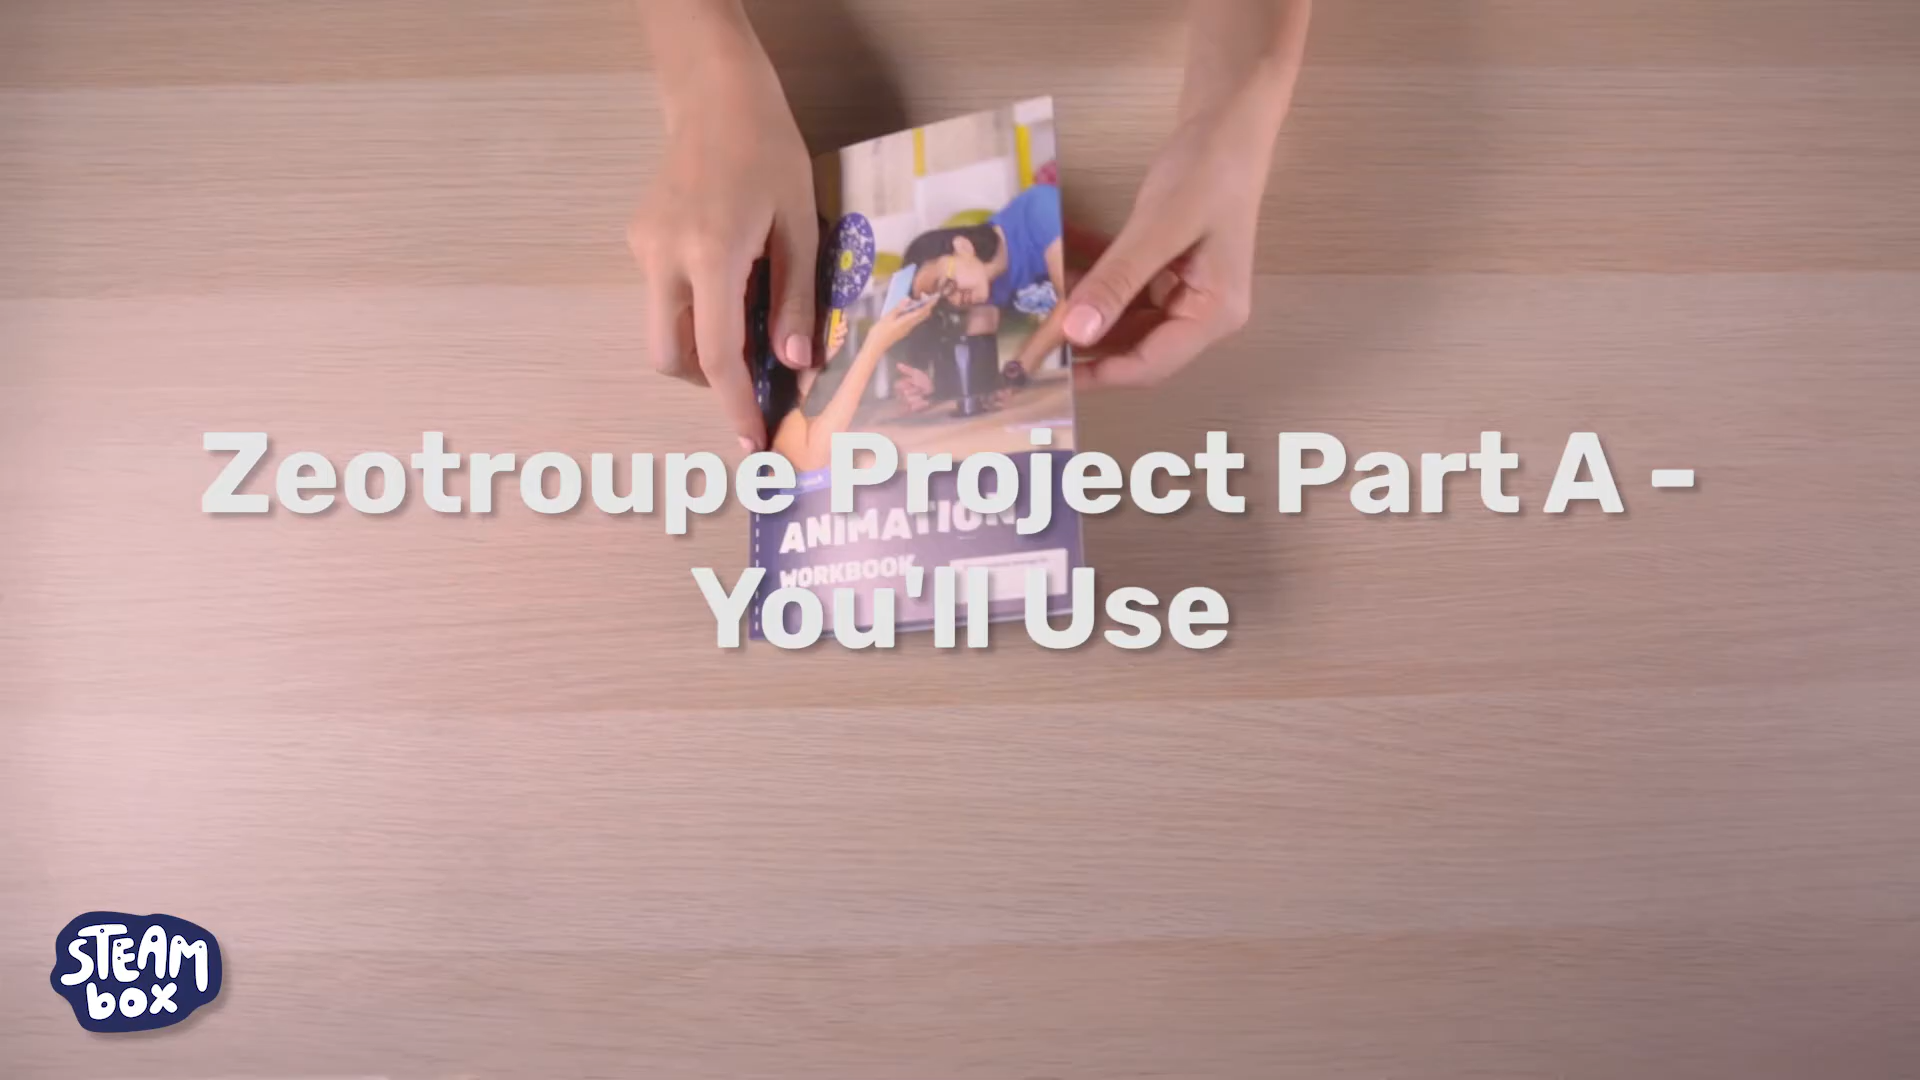 Zeotroupe Project Part A -
You'll Use
ANIMATION
WORKBOOK
STEAM
box